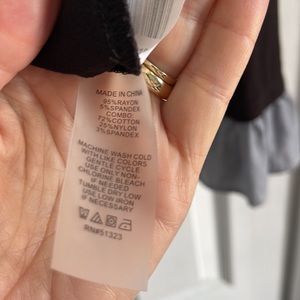 MADE IN CHINA
95%RAYON
5%SPANDEX
COMBO:
72%COTTON
25%NYLON
3%SPANDEX
MACHINE WASH COLD
WITH LIKE COLORS
GENTLE CYCLE
USE ONLY NON-
CHLORINE BLEACH
IF NEEDED
TUMBLE DRY LOW
USE LOW IRON
IF NECESSARY
RN#51323